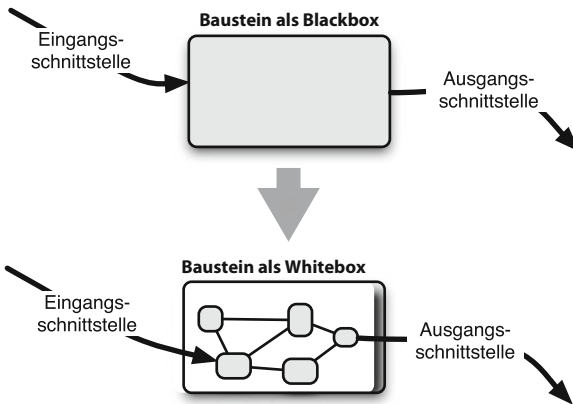 Baustein als Blackbox
Eingangs-
schnittstelle
Ausgangs-
schnittstelle
Baustein als Whitebox
Eingangs-
schnittstelle
Ausgangs-
schnittstelle